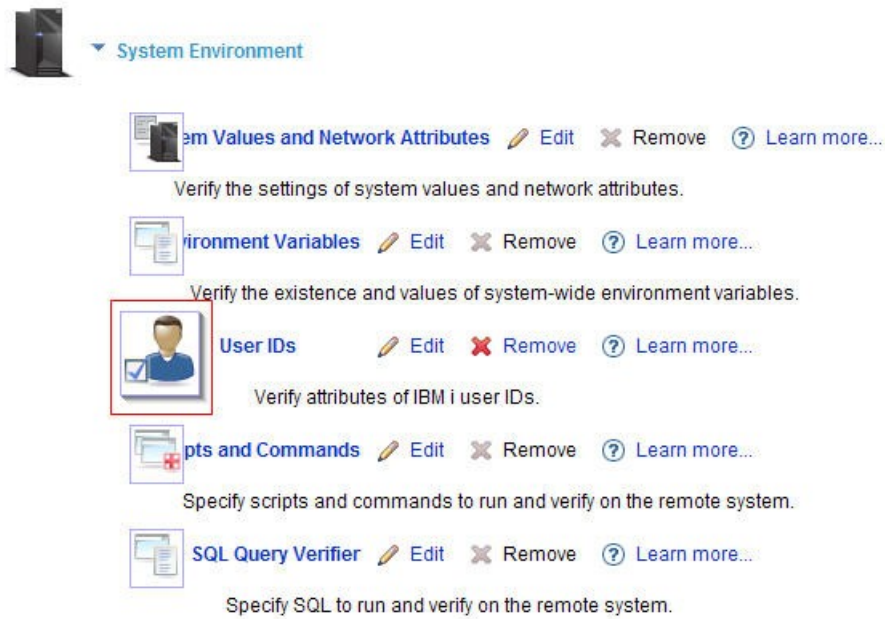 System Environment
em Values and Network Attributes Edit Remove ? Learn more...
Verify the settings of system values and network attributes.
vironment Variables Edit Remove ? Learn more...
Verify the existence and values of system-wide environment variables.
User IDs Edit Remove ? Learn more...
Verify attributes of IBM i user IDs.
pts and Commands Edit Remove ? Learn more...
Specify scripts and commands to run and verify on the remote system.
SQL Query Verifier Edit Remove ? Learn more...
Specify SQL to run and verify on the remote system.